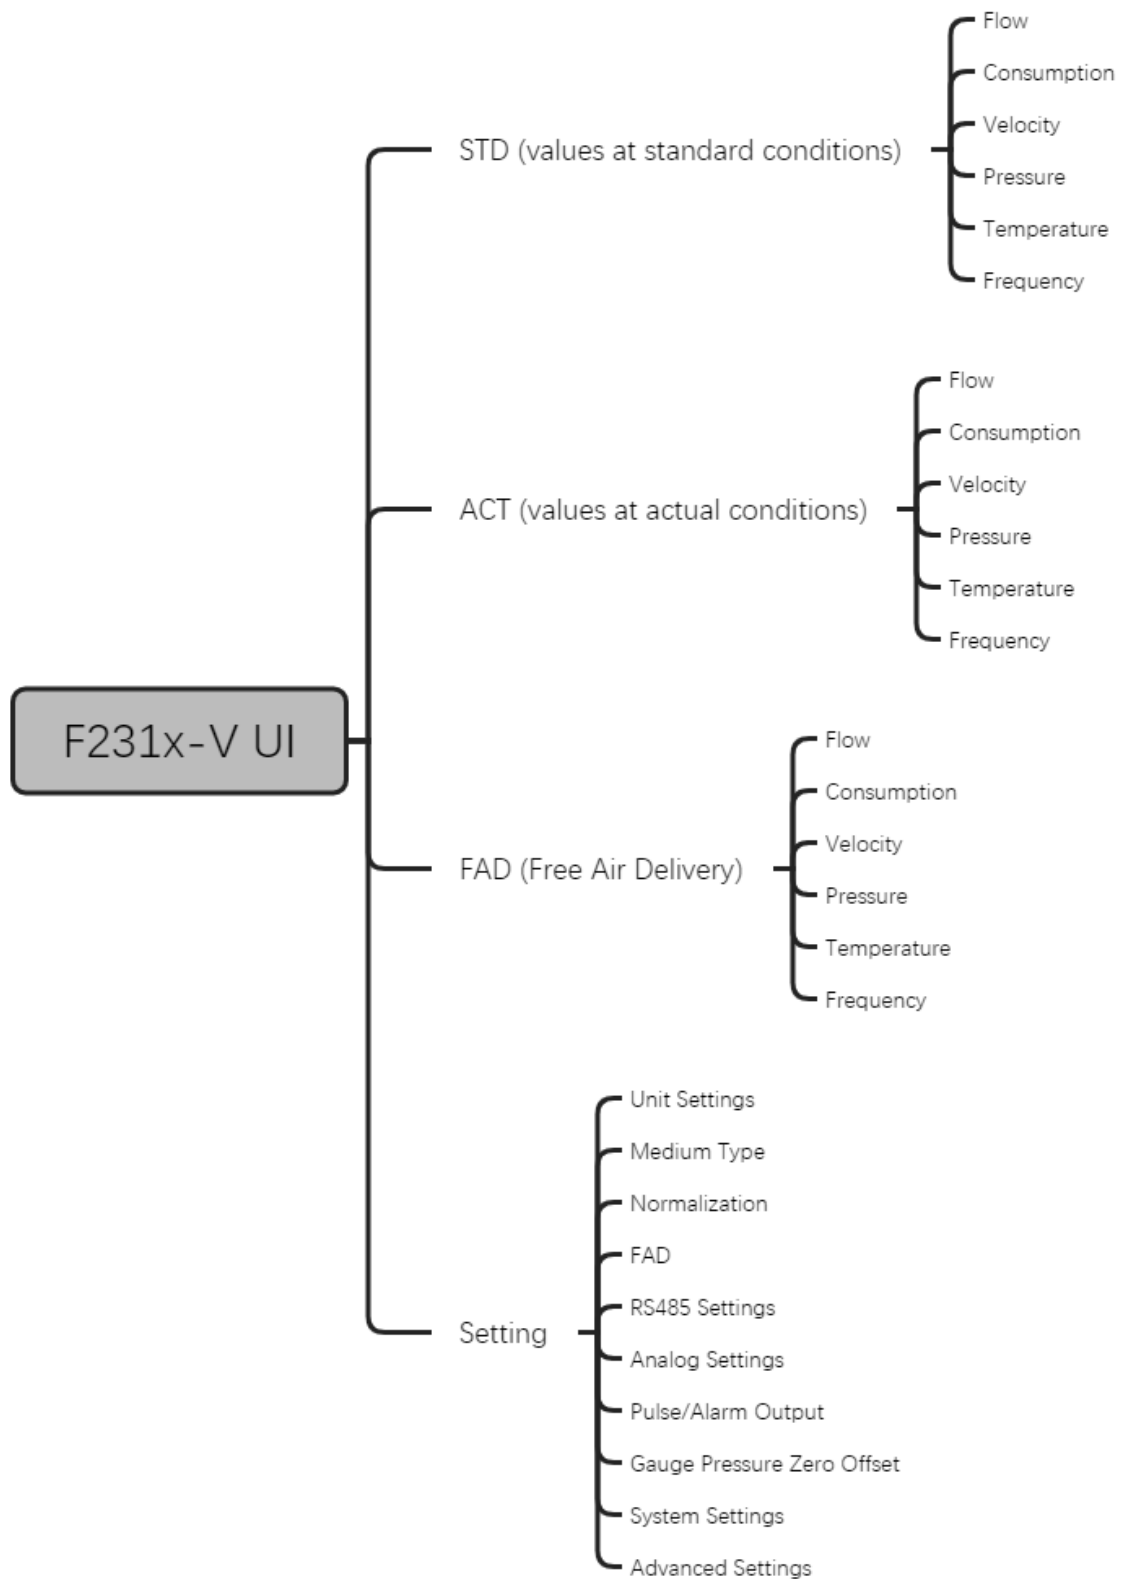 F231x-V UI
STD (values at standard conditions)
Flow
Consumption
Velocity
Pressure
Temperature
Frequency
ACT (values at actual conditions)
Flow
Consumption
Velocity
Pressure
Temperature
Frequency
FAD (Free Air Delivery)
Flow
Consumption
Velocity
Pressure
Temperature
Frequency
Setting
Unit Settings
Medium Type
Normalization
FAD
RS485 Settings
Analog Settings
Pulse/Alarm Output
Gauge Pressure Zero Offset
System Settings
Advanced Settings